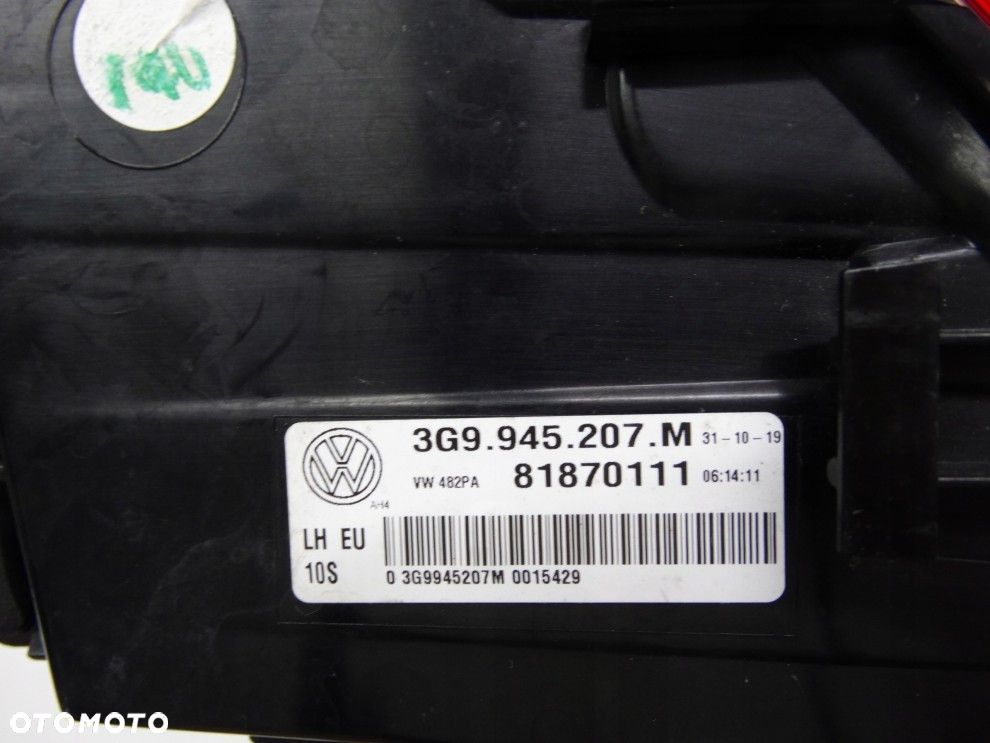 3G9.945.207.M 31-10-19
VW 482PA 81870111 06:14:11
AH4
LH EU
10S
0 3G9945207M 0015429
OTOMOTO